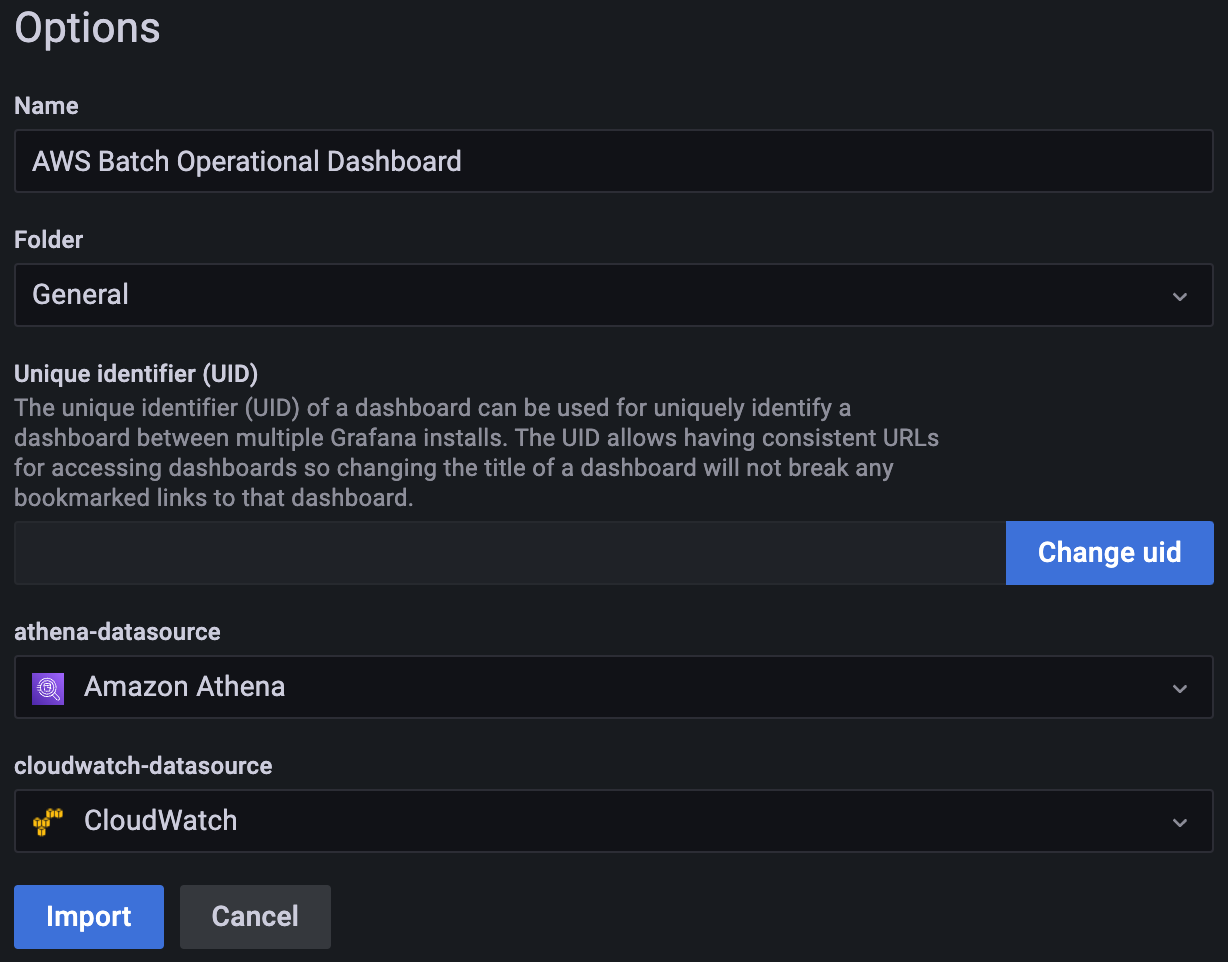 Options
Name
AWS Batch Operational Dashboard
Folder
General
Unique identifier (UID)
The unique identifier (UID) of a dashboard can be used for uniquely identify a
dashboard between multiple Grafana installs. The UID allows having consistent URLs
for accessing dashboards so changing the title of a dashboard will not break any
bookmarked links to that dashboard.
Change uid
athena-datasource
Amazon Athena
cloudwatch-datasource
CloudWatch
Import Cancel